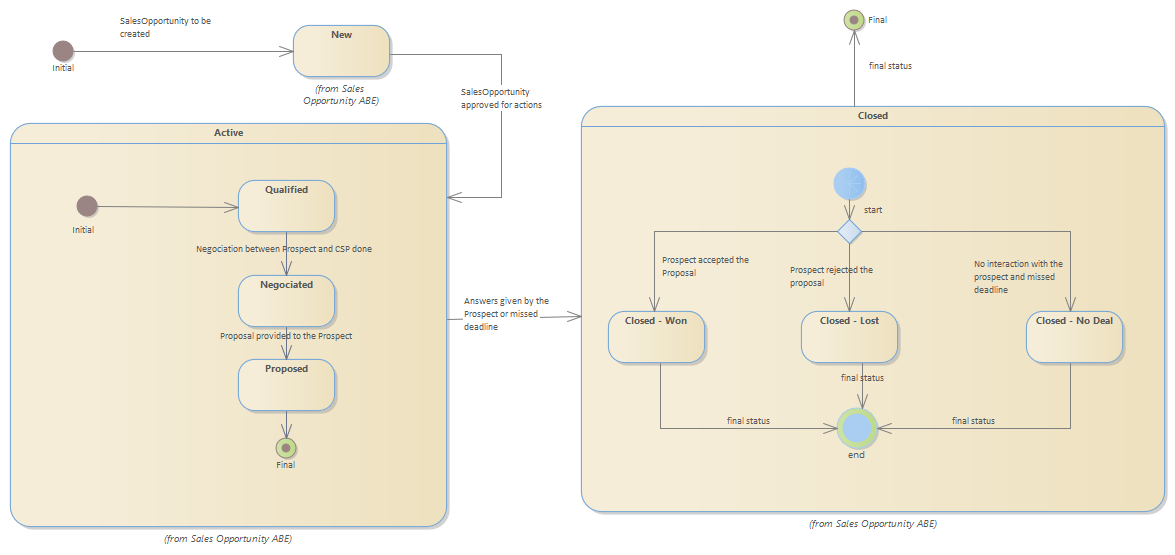 SalesOpportunity to be
created
Initial
New
(from Sales
Opportunity ABE)
SalesOpportunity
approved for actions
Active
Initial
Qualified
Negociation between Prospect and CSP done
Negociated
Proposal provided to the Prospect
Proposed
Final
(from Sales Opportunity ABE)
Answers given by the
Prospect or missed
deadline
Final
final status
Closed
start
Prospect accepted the
Proposal
Prospect rejected the
proposal
No interaction with the
prospect and missed
deadline
Closed - Won
Closed - Lost
Closed - No Deal
final status
final status
final status
end
(from Sales Opportunity ABE)